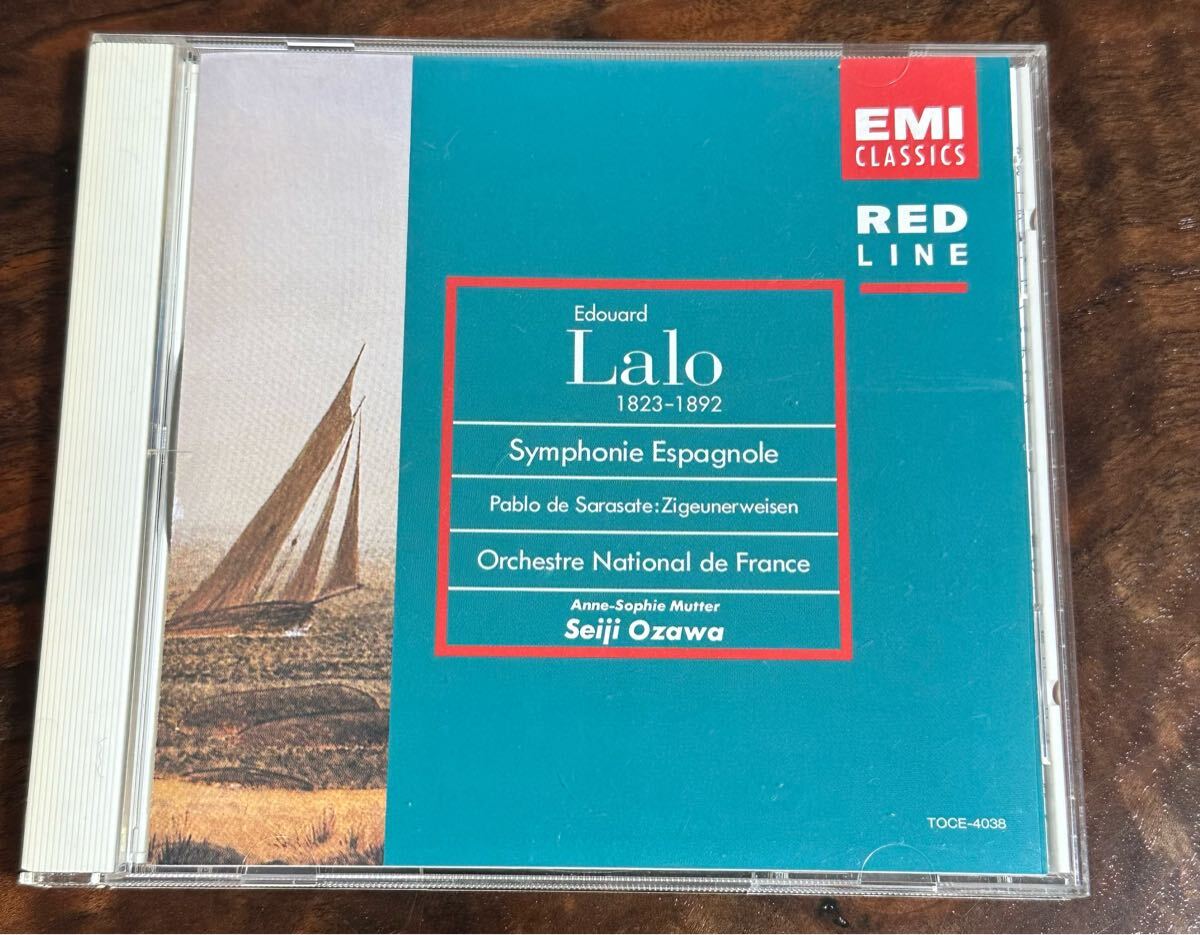 EMI
CLASSICS
RED
LINE
Edouard
Lalo
1823-1892
Symphonie Espagnole
Pablo de Sarasate:Zigeunerweisen
Orchestre National de France
Anne-Sophie Mutter
Seiji Ozawa
TOCE-4038